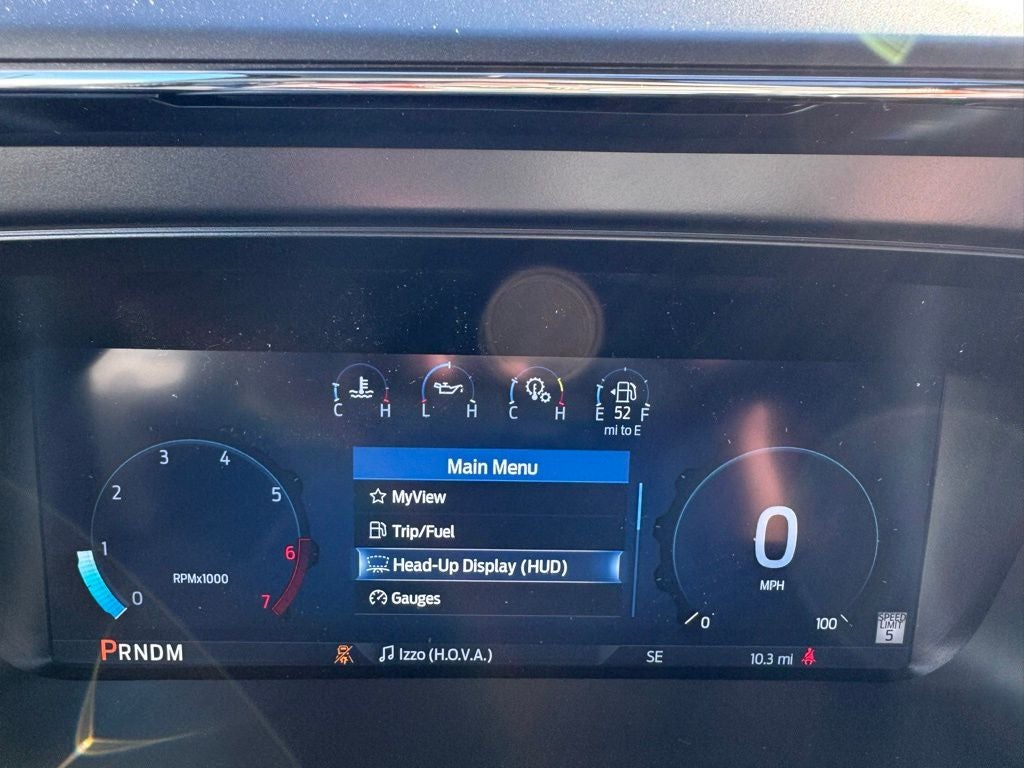 C H
L H
C H
E 52 F
mi to E
Main Menu
MyView
Trip/Fuel
Head-Up Display (HUD)
Gauges
0
1
2
3
4
5
6
7
RPMx1000
0
MPH
0
100
SPEED
LIMIT
5
PRNDM
Izzo (H.O.V.A.)
SE
10.3 mi